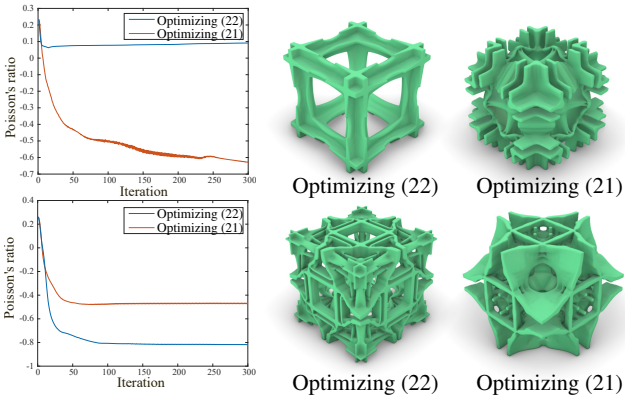 0.3
0.2
0.1
0
-0.1
-0.2
-0.3
-0.4
-0.5
-0.6
-0.7
Poisson's ratio
Optimizing (22)
Optimizing (21)
0 50 100 150 200 250 300
Iteration
Optimizing (22)
Optimizing (21)
0.4
0.2
0
-0.2
-0.4
-0.6
-0.8
-1
Poisson's ratio
Optimizing (22)
Optimizing (21)
0 50 100 150 200 250 300
Iteration
Optimizing (22)
Optimizing (21)